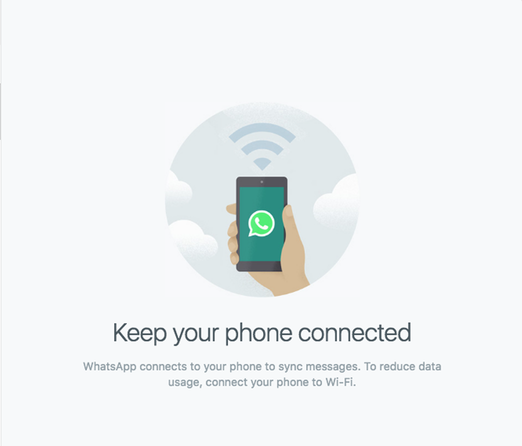 Keep your phone connected
WhatsApp connects to your phone to sync messages. To reduce data
usage, connect your phone to Wi-Fi.